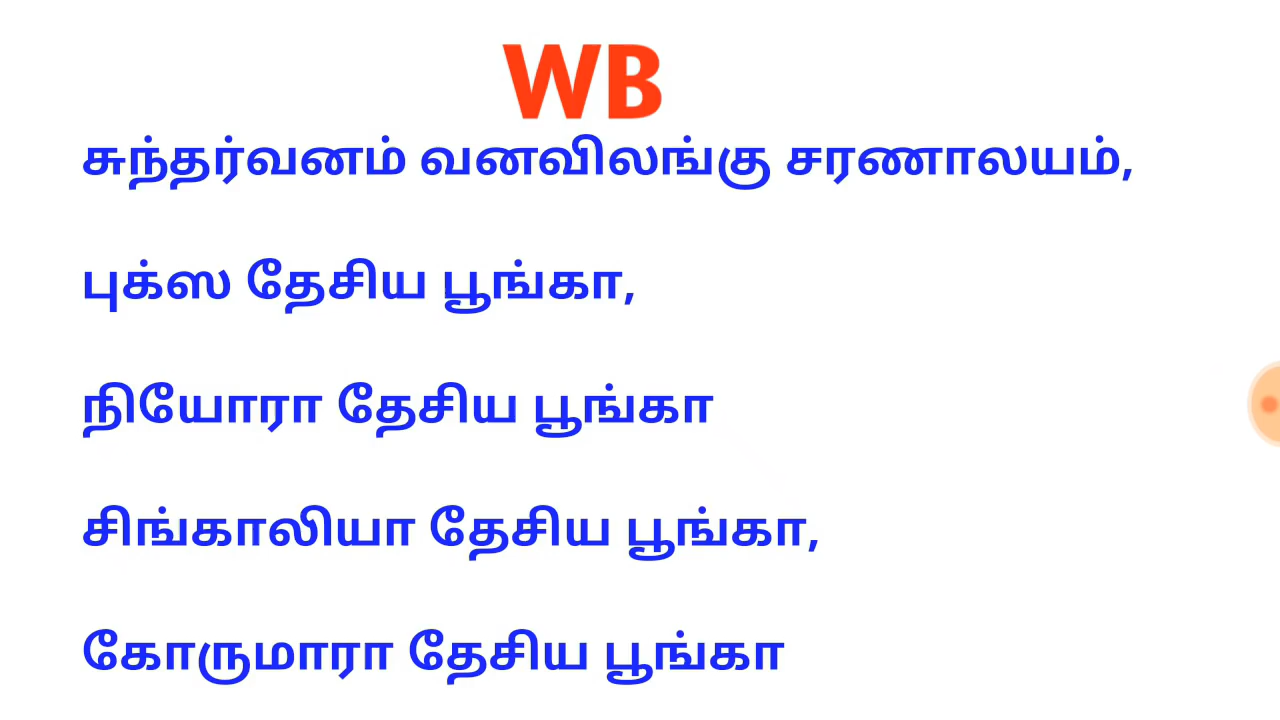 WB
சுந்தர்வனம் வனவிலங்கு சரணாலயம்,
புக்ஸ தேசிய பூங்கா,
நியோரா தேசிய பூங்கா
சிங்காலியா தேசிய பூங்கா,
கோருமாரா தேசிய பூங்கா